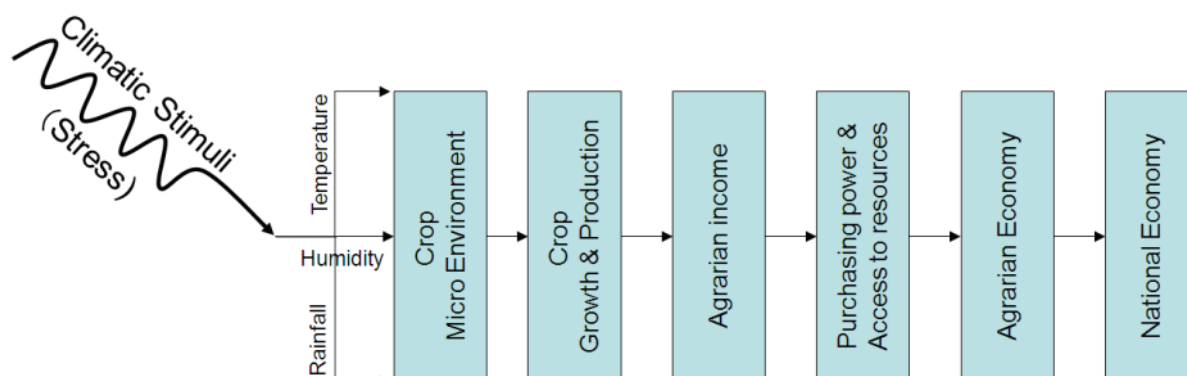 Climatic Stimuli
(Stress)
Temperature
Humidity
Rainfall
Crop
Micro Environment
Crop
Growth & Production
Agrarian income
Purchasing power &
Access to resources
Agrarian Economy
National Economy